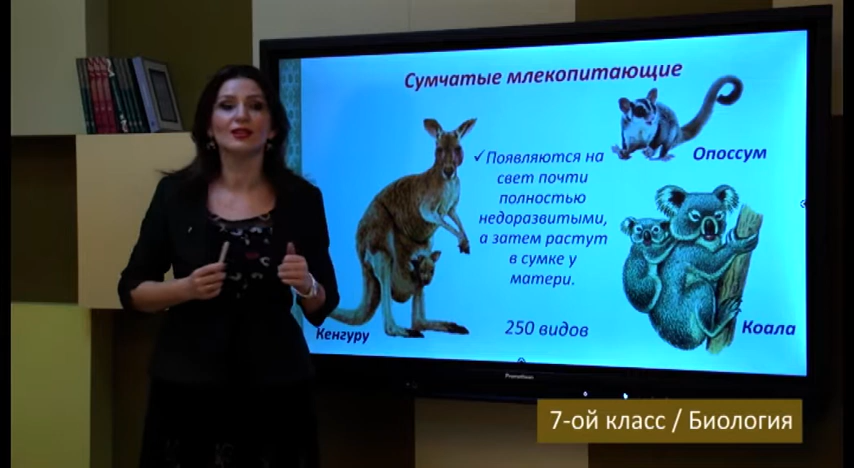 Сумчатые млекопитающие
Опоссум
✓Появляются на
свет почти
полностью
недоразвитыми,
а затем растут
в сумке у
матери.
250 видов
Кенгуру
Коала
Promethean
7-ой класс / Биология